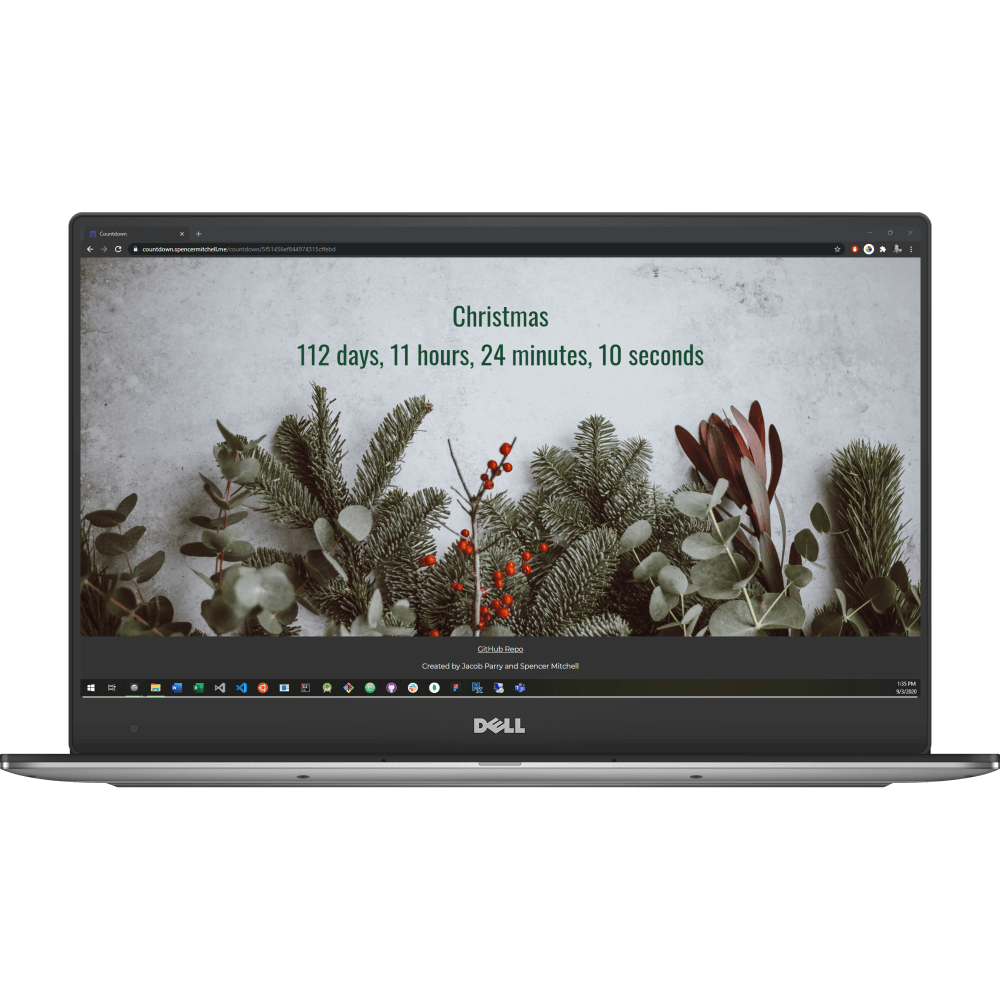 Countdown
countdown.spencermitchell.me/countdown/5f51456ef844974315cffebd
Christmas
112 days, 11 hours, 24 minutes, 10 seconds
GitHub Repo
Created by Jacob Parry and Spencer Mitchell
1:35 PM
9/3/2020
DELL